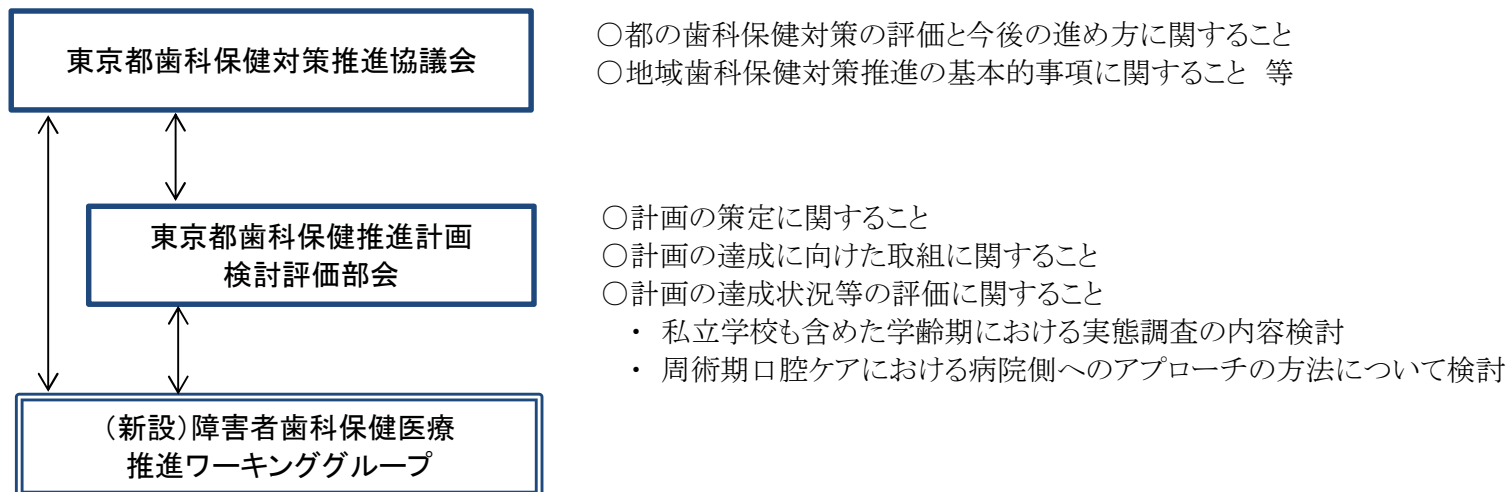 東京都歯科保健対策推進協議会
○都の歯科保健対策の評価と今後の進め方に関すること
○地域歯科保健対策推進の基本的事項に関すること 等
東京都歯科保健推進計画
検討評価部会
○計画の策定に関すること
○計画の達成に向けた取組に関すること
○計画の達成状況等の評価に関すること
・ 私立学校も含めた学齢期における実態調査の内容検討
・ 周術期口腔ケアにおける病院側へのアプローチの方法について検討
(新設)障害者歯科保健医療
推進ワーキンググループ